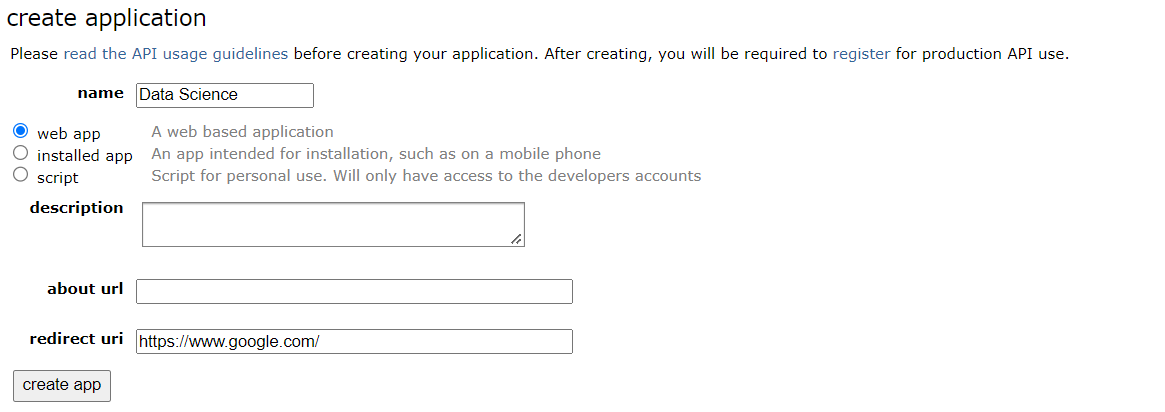 create application
Please read the API usage guidelines before creating your application. After creating, you will be required to register for production API use.
name Data Science
web app A web based application
installed app An app intended for installation, such as on a mobile phone
script Script for personal use. Will only have access to the developers accounts
description
about url
redirect uri https://www.google.com/
create app